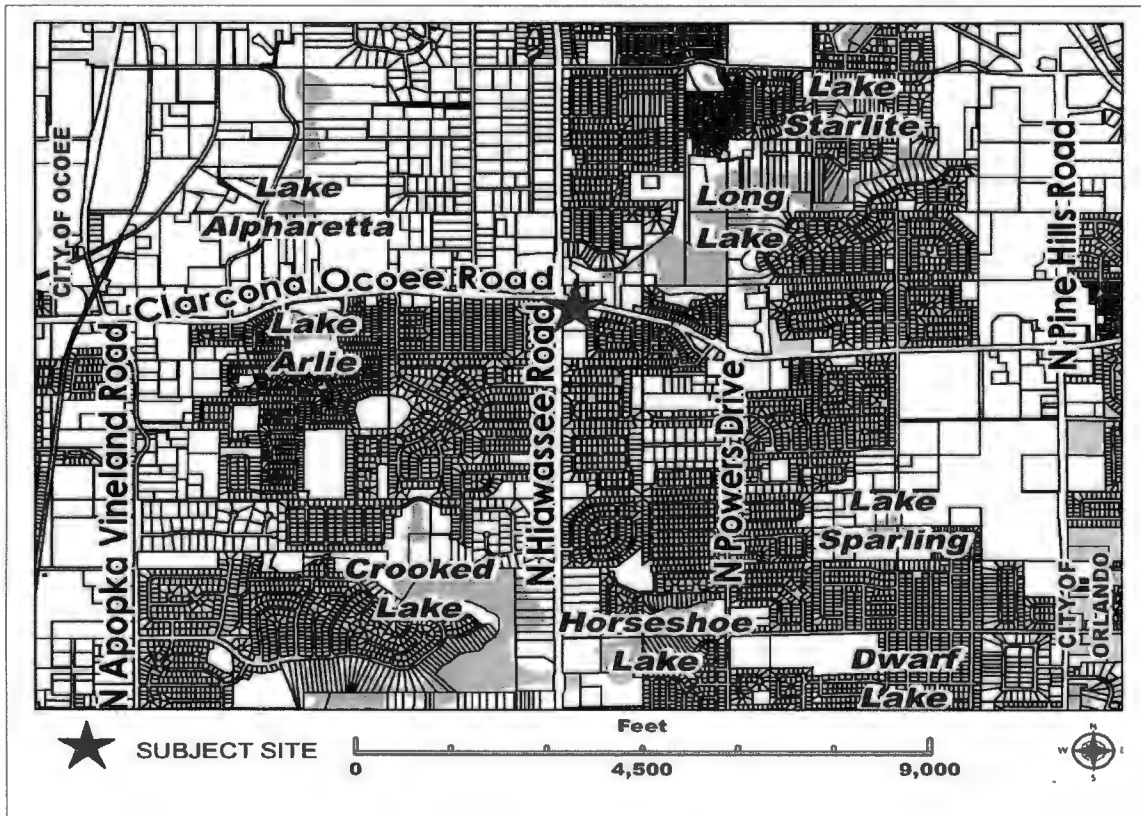 Lake
Starlite
CITY OF OCOEE
N Pine Hills Road
Lake
Alpharetta
Long
Lake
Clarcona Ocoee Road
Lake
Arlie
N Hiawassee Road
N Apopka Vineland Road
N Powers Drive
Lake
Sparling
Crooked
Lake
CITY OF
ORLANDO
Horseshoe
Lake
Dwarf
Lake
SUBJECT SITE
Feet
0
4,500
9,000
N
W
E
S